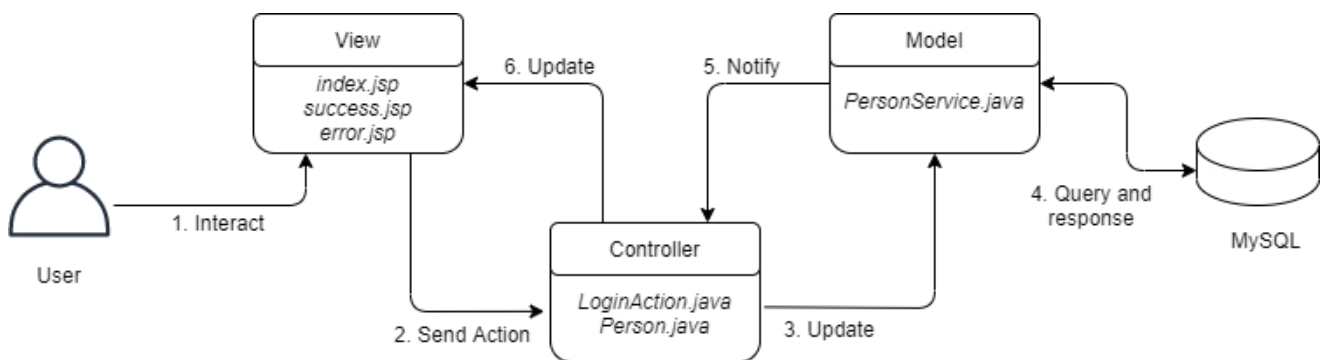 View
index.jsp
success.jsp
error.jsp
6. Update
5. Notify
Model
PersonService.java
User
1. Interact
2. Send Action
Controller
LoginAction.java
Person.java
3. Update
4. Query and
response
MySQL